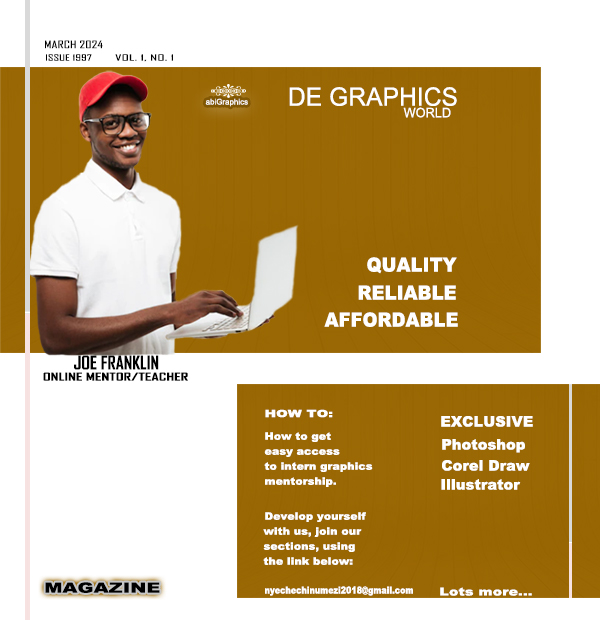 MARCH 2024
ISSUE 1997 VOL. 1. NO. 1
abiGraphics
DE GRAPHICS
WORLD
QUALITY
RELIABLE
AFFORDABLE
JOE FRANKLIN
ONLINE MENTOR/TEACHER
HOW TO:
How to get
easy access
to intern graphics
mentorship.
Develop yourself
with us, join our
sections, using
the link below:
nyechechinumezi2018@gmail.com
EXCLUSIVE
Photoshop
Corel Draw
Illustrator
Lots more...
MAGAZINE